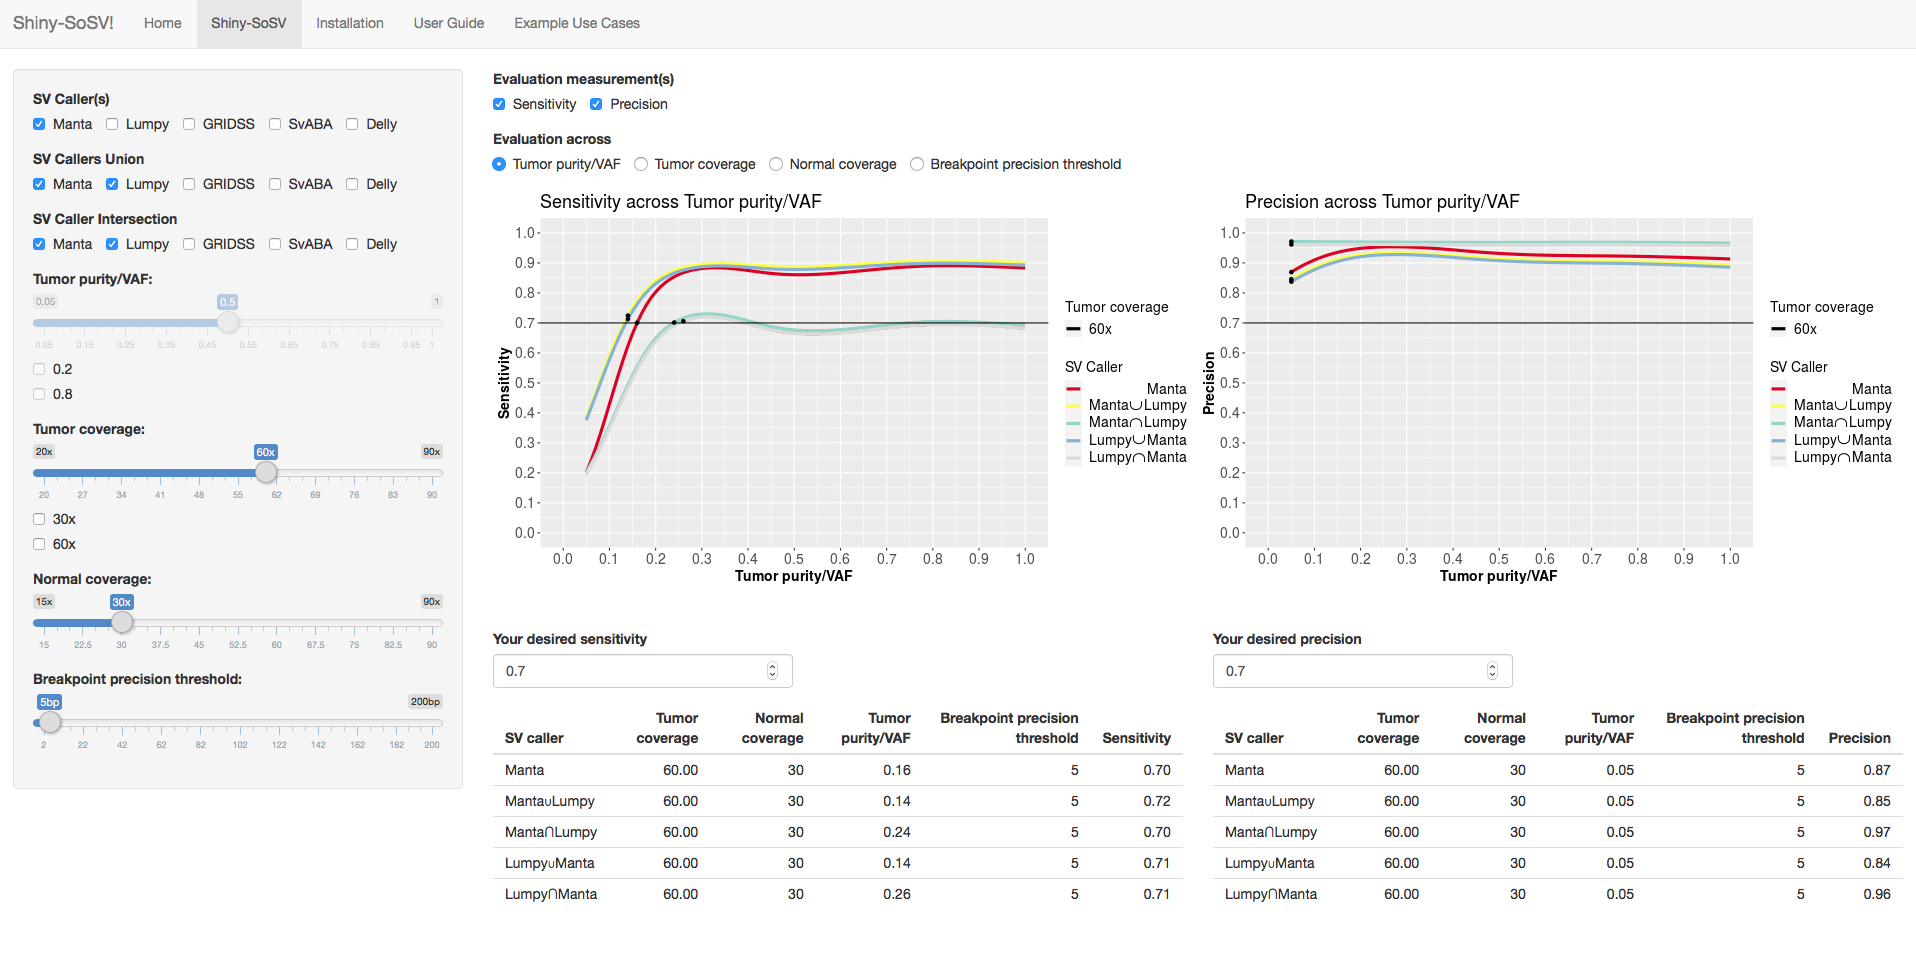 Shiny-SoSV! Home Shiny-SoSV Installation User Guide Example Use Cases
SV Caller(s)
Manta Lumpy GRIDSS SvABA Delly
SV Callers Union
Manta Lumpy GRIDSS SvABA Delly
SV Caller Intersection
Manta Lumpy GRIDSS SvABA Delly
Tumor purity/VAF:
0.05 0.5 1
0.05 0.15 0.25 0.35 0.45 0.55 0.65 0.75 0.85 0.95 1
0.2
0.8
Tumor coverage:
20x 60x 90x
20 27 34 41 48 55 62 69 76 83 90
30x
60x
Normal coverage:
15x 30x 90x
15 22.5 30 37.5 45 52.5 60 67.5 75 82.5 90
Breakpoint precision threshold:
5bp 200bp
2 22 42 62 82 102 122 142 162 182 200
Evaluation measurement(s)
Sensitivity Precision
Evaluation across
Tumor purity/VAF Tumor coverage Normal coverage Breakpoint precision threshold
Sensitivity across Tumor purity/VAF
Sensitivity
1.0
0.9
0.8
0.7
0.6
0.5
0.4
0.3
0.2
0.1
0.0
0.0 0.1 0.2 0.3 0.4 0.5 0.6 0.7 0.8 0.9 1.0
Tumor purity/VAF
Tumor coverage
60x
SV Caller
Manta
Manta∪Lumpy
Manta∩Lumpy
Lumpy∪Manta
Lumpy∩Manta
Precision across Tumor purity/VAF
Precision
1.0
0.9
0.8
0.7
0.6
0.5
0.4
0.3
0.2
0.1
0.0
0.0 0.1 0.2 0.3 0.4 0.5 0.6 0.7 0.8 0.9 1.0
Tumor purity/VAF
Tumor coverage
60x
SV Caller
Manta
Manta∪Lumpy
Manta∩Lumpy
Lumpy∪Manta
Lumpy∩Manta
Your desired sensitivity
0.7
Tumor Normal Tumor Breakpoint precision
SV caller coverage coverage purity/VAF threshold Sensitivity
Manta 60.00 30 0.16 5 0.70
Manta∪Lumpy 60.00 30 0.14 5 0.72
Manta∩Lumpy 60.00 30 0.24 5 0.70
Lumpy∪Manta 60.00 30 0.14 5 0.71
Lumpy∩Manta 60.00 30 0.26 5 0.71
Your desired precision
0.7
Tumor Normal Tumor Breakpoint precision
SV caller coverage coverage purity/VAF threshold Precision
Manta 60.00 30 0.05 5 0.87
Manta∪Lumpy 60.00 30 0.05 5 0.85
Manta∩Lumpy 60.00 30 0.05 5 0.97
Lumpy∪Manta 60.00 30 0.05 5 0.84
Lumpy∩Manta 60.00 30 0.05 5 0.96